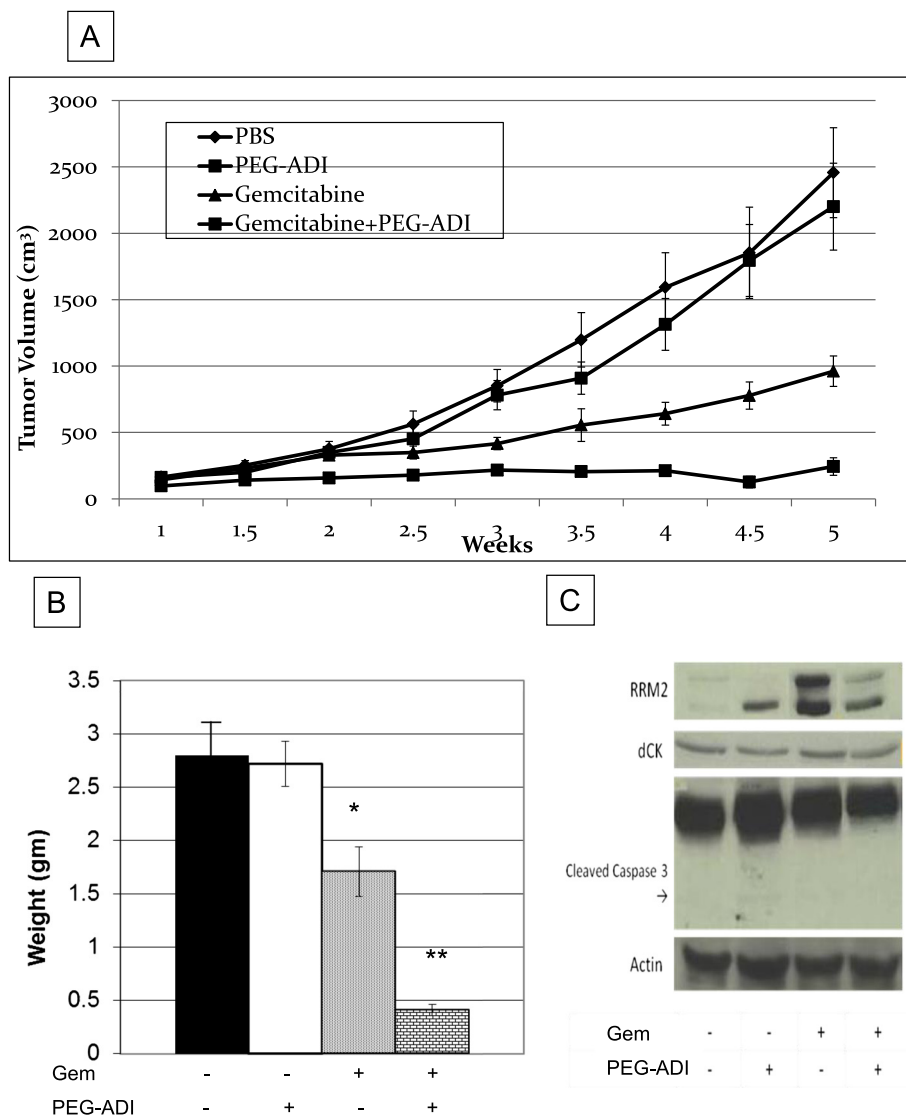 A
3000
2500
2000
1500
1000
500
0
Tumor Volume (cm³)
PBS
PEG-ADI
Gemcitabine
Gemcitabine+PEG-ADI
1 1.5 2 2.5 3 3.5 4 4.5 5
Weeks
B
3.5
3
2.5
2
1.5
1
0.5
0
Weight (gm)
*
**
Gem - - + +
PEG-ADI - + - +
C
RRM2
dCK
Cleaved Caspase 3
→
Actin
Gem - - + +
PEG-ADI - + - +